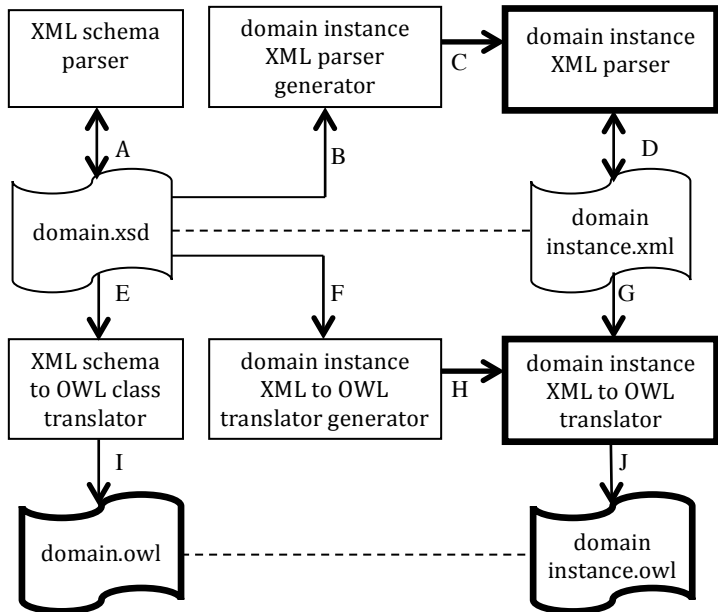 XML schema
parser
domain instance
XML parser
generator
C
domain instance
XML parser
A
B
D
domain.xsd
domain
instance.xml
E
F
G
XML schema
to OWL class
translator
domain instance
XML to OWL
translator generator
H
domain instance
XML to OWL
translator
I
J
domain.owl
domain
instance.owl